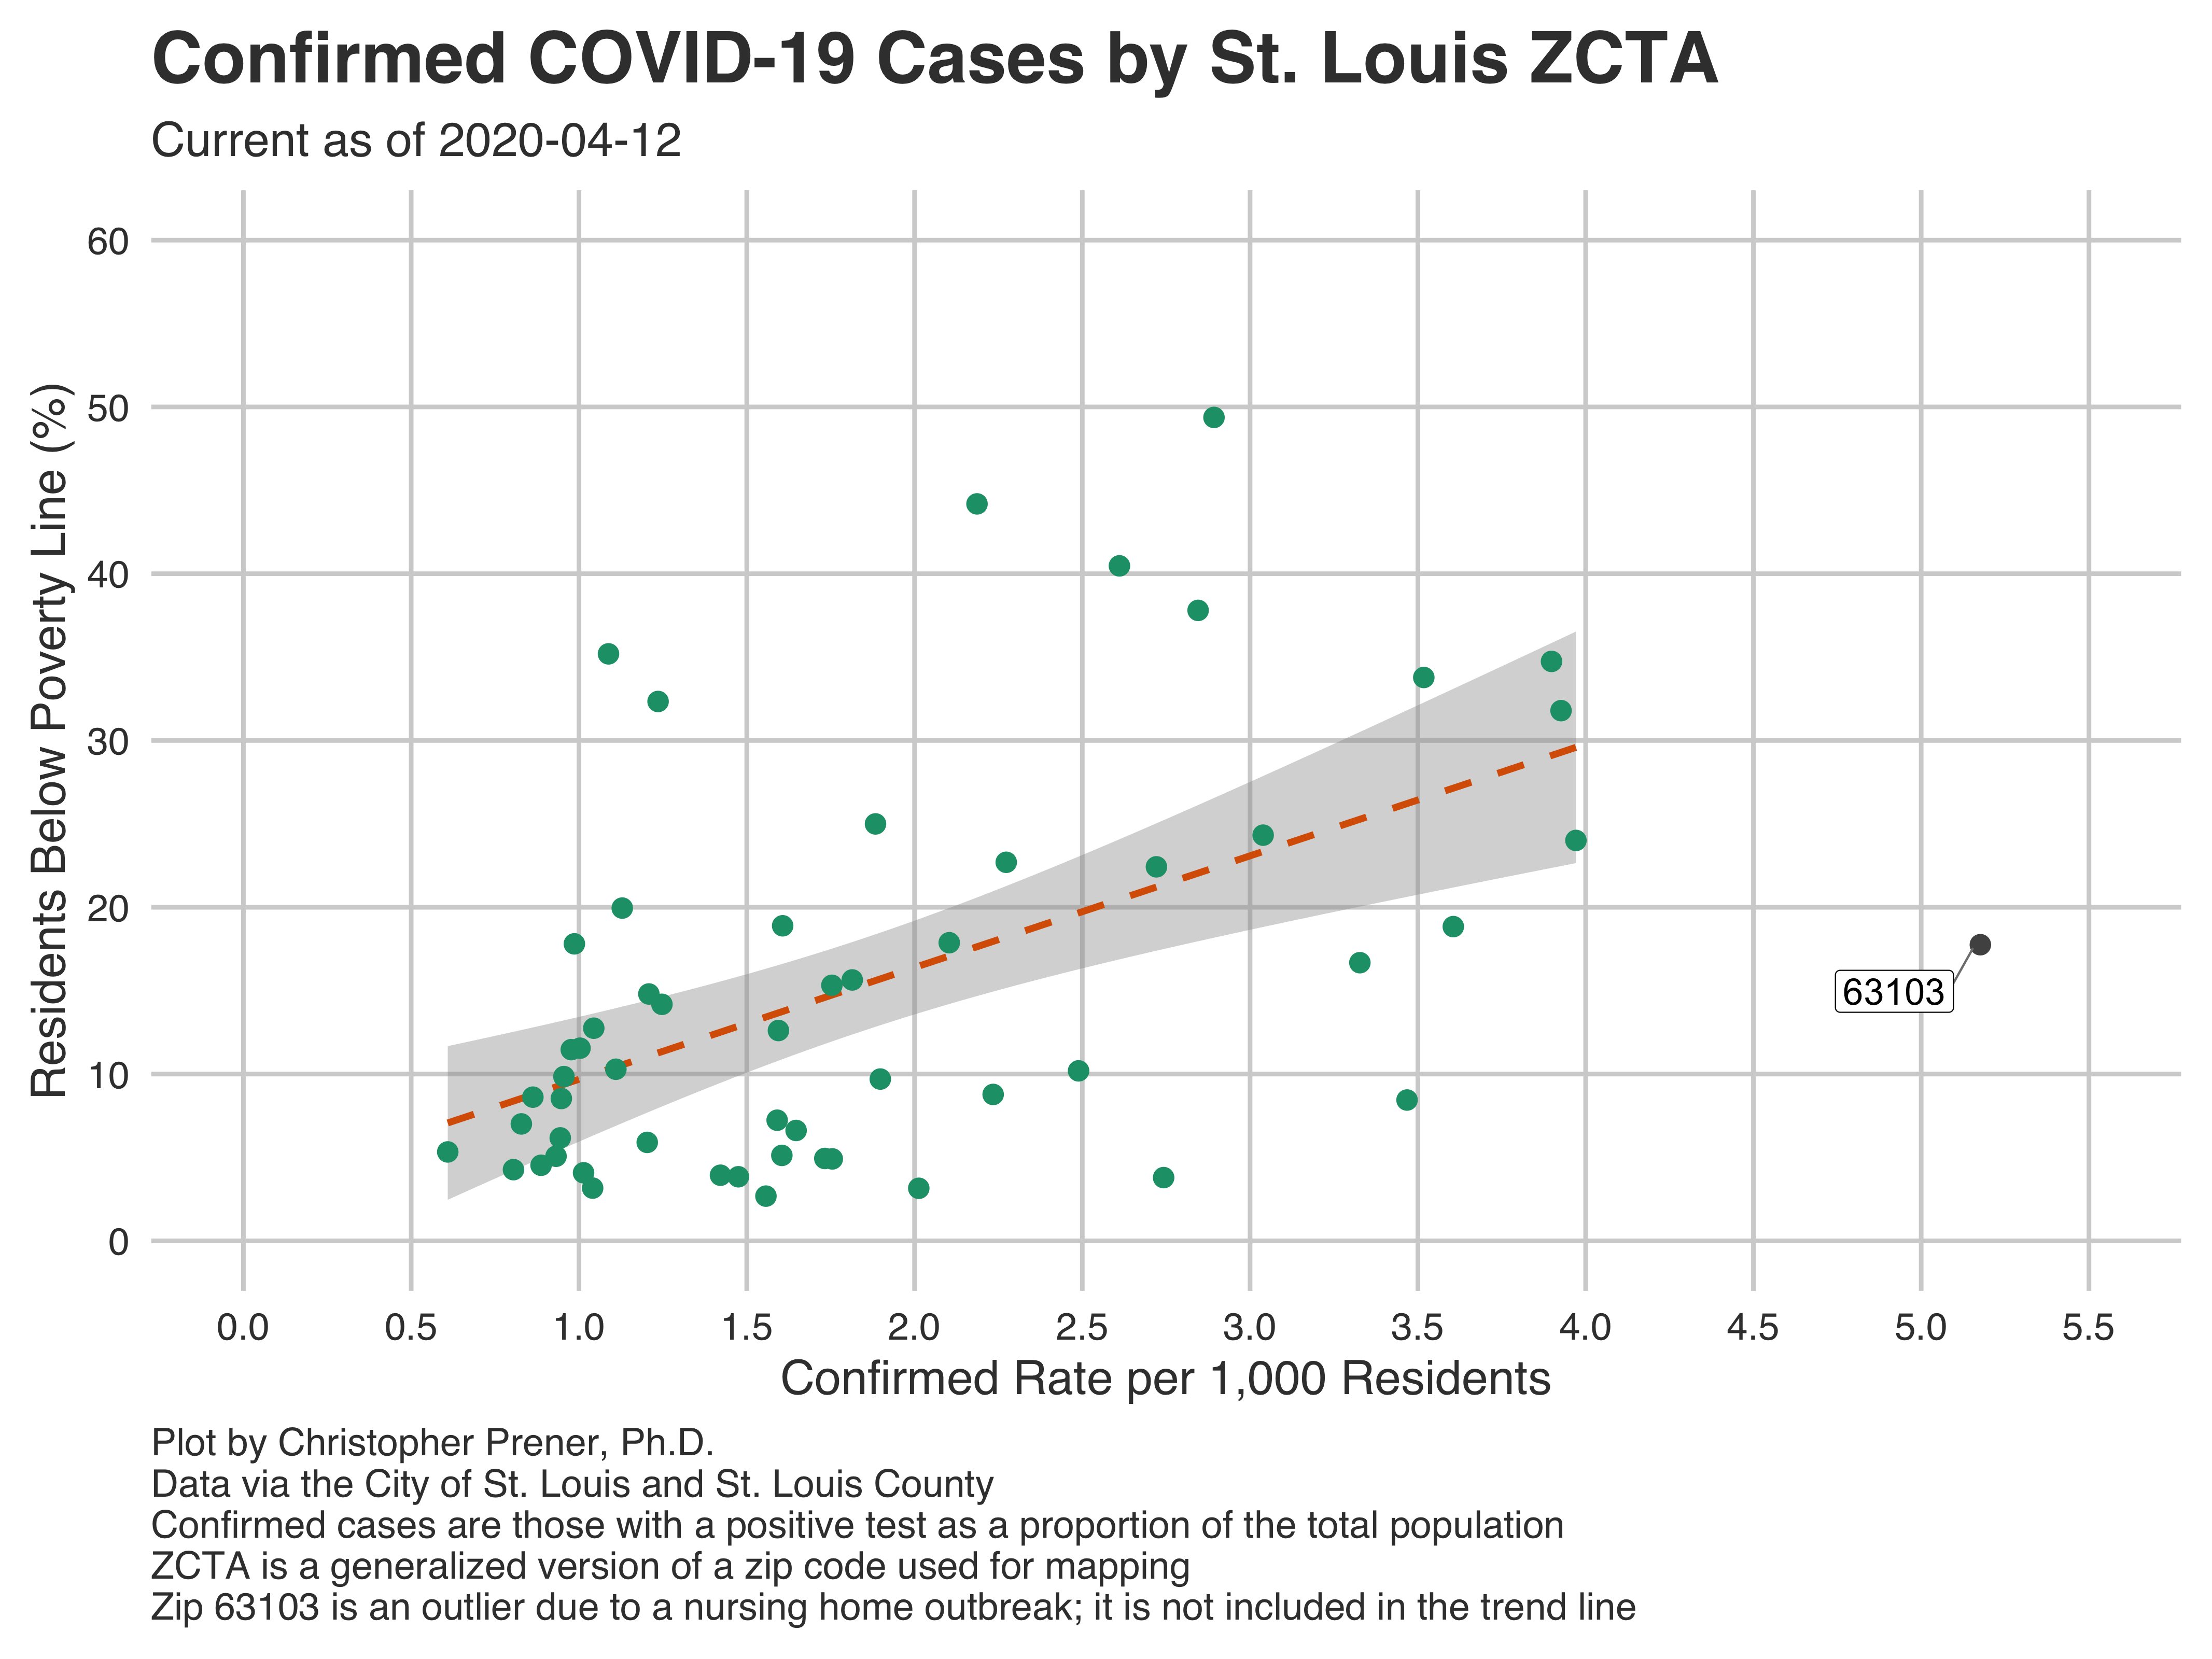 Confirmed COVID-19 Cases by St. Louis ZCTA
Current as of 2020-04-12
Residents Below Poverty Line (%)
60
50
40
30
20
10
0
63103
0.0 0.5 1.0 1.5 2.0 2.5 3.0 3.5 4.0 4.5 5.0 5.5
Confirmed Rate per 1,000 Residents
Plot by Christopher Prener, Ph.D.
Data via the City of St. Louis and St. Louis County
Confirmed cases are those with a positive test as a proportion of the total population
ZCTA is a generalized version of a zip code used for mapping
Zip 63103 is an outlier due to a nursing home outbreak; it is not included in the trend line